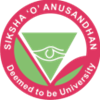 SIKSHA 'O' ANUSANDHAN
Deemed to be University